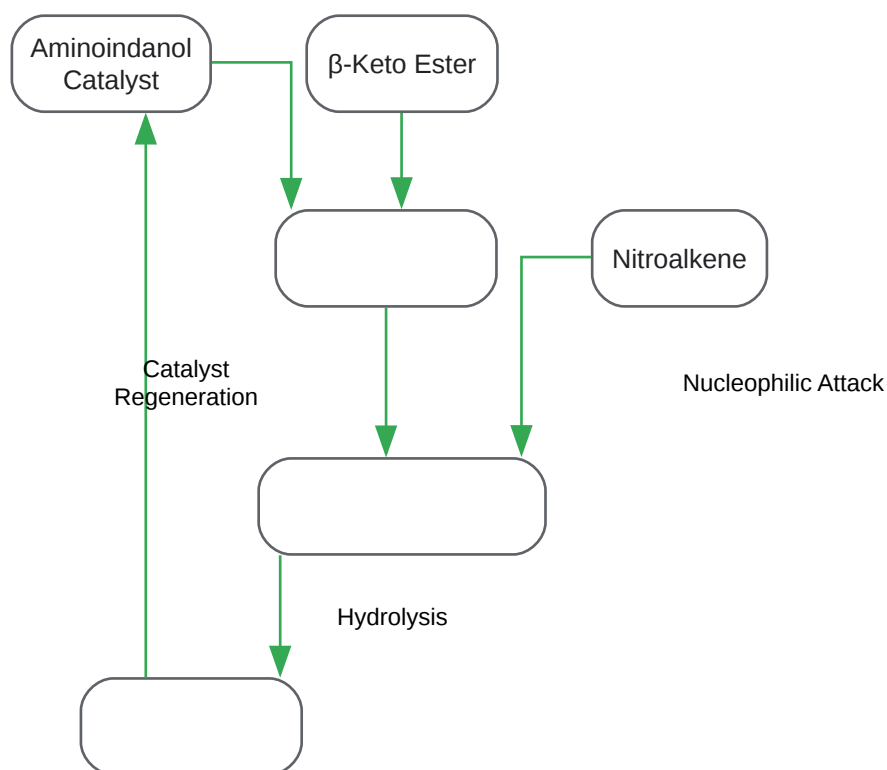 Aminoindanol
Catalyst
β-Keto Ester
Nitroalkene
Catalyst
Regeneration
Nucleophilic Attack
Hydrolysis